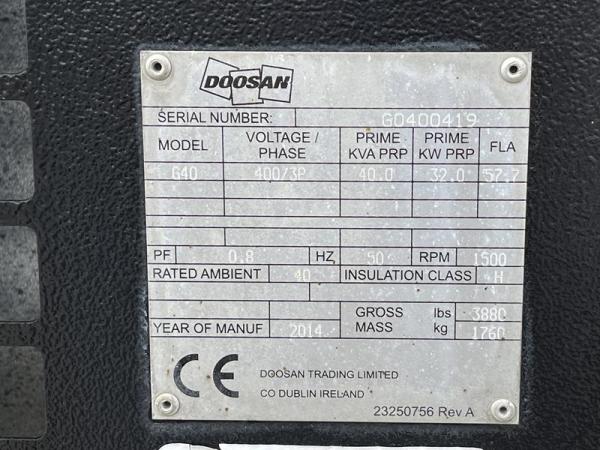 DOOSAN
SERIAL NUMBER: G0400419
MODEL VOLTAGE / PHASE PRIME KVA PRP PRIME KW PRP FLA
G40 400/3P 40.0 32.0 57.7
PF 0.8 HZ 50 RPM 1500
RATED AMBIENT 40 INSULATION CLASS H
GROSS MASS lbs 3880
YEAR OF MANUF 2014 kg 1760
CE
DOOSAN TRADING LIMITED
CO DUBLIN IRELAND
23250756 Rev A